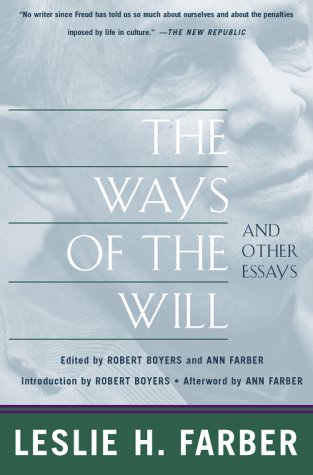 "No writer since Freud has told us so much about ourselves and about the penalties
imposed by life in culture." —THE NEW REPUBLIC
THE
WAYS
OF THE
WILL
AND
OTHER
ESSAYS
Edited by ROBERT BOYERS and ANN FARBER
Introduction by ROBERT BOYERS • Afterword by ANN FARBER
LESLIE H. FARBER